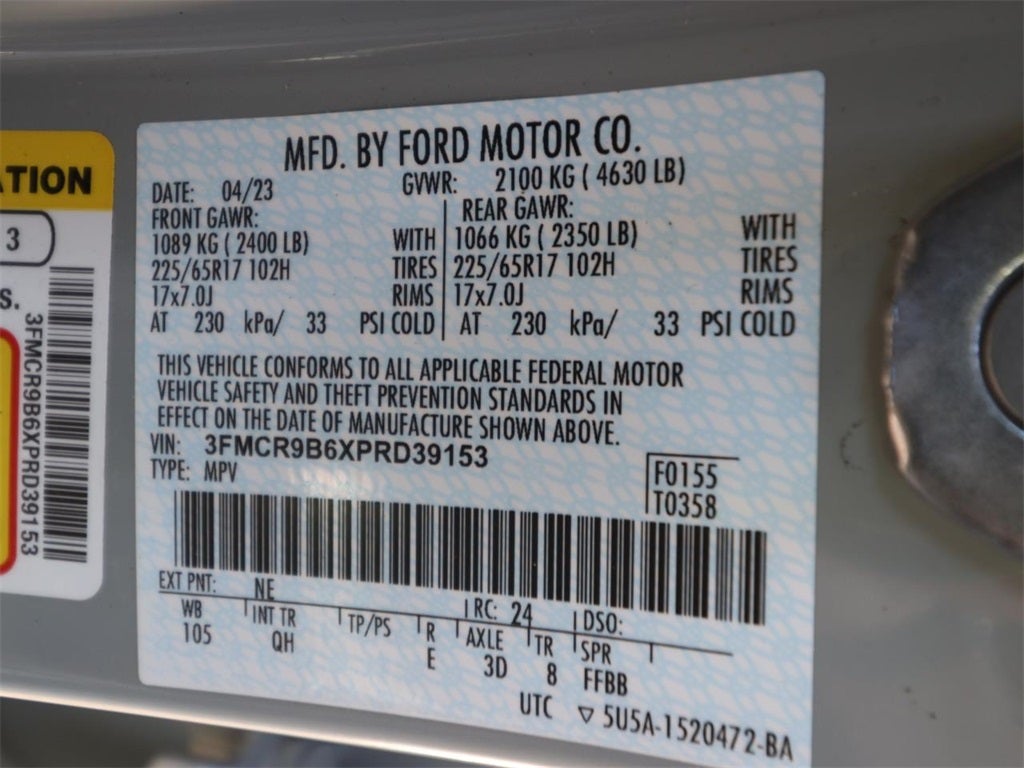 ATION
3
S.
3FMCR9B6XPRD39153
MFD. BY FORD MOTOR CO.
DATE: 04/23 GVWR: 2100 KG ( 4630 LB)
FRONT GAWR: REAR GAWR:
1089 KG ( 2400 LB) WITH 1066 KG ( 2350 LB) WITH
225/65R17 102H TIRES 225/65R17 102H TIRES
17x7.0J RIMS 17x7.0J RIMS
AT 230 kPa/ 33 PSI COLD AT 230 kPa/ 33 PSI COLD
THIS VEHICLE CONFORMS TO ALL APPLICABLE FEDERAL MOTOR
VEHICLE SAFETY AND THEFT PREVENTION STANDARDS IN
EFFECT ON THE DATE OF MANUFACTURE SHOWN ABOVE.
VIN: 3FMCR9B6XPRD39153
TYPE: MPV
F0155
T0358
EXT PNT: NE RC: 24 DSO:
WB INT TR TP/PS R AXLE TR SPR
105 QH E 3D 8 FFBB
UTC ▽ 5U5A-1520472-BA